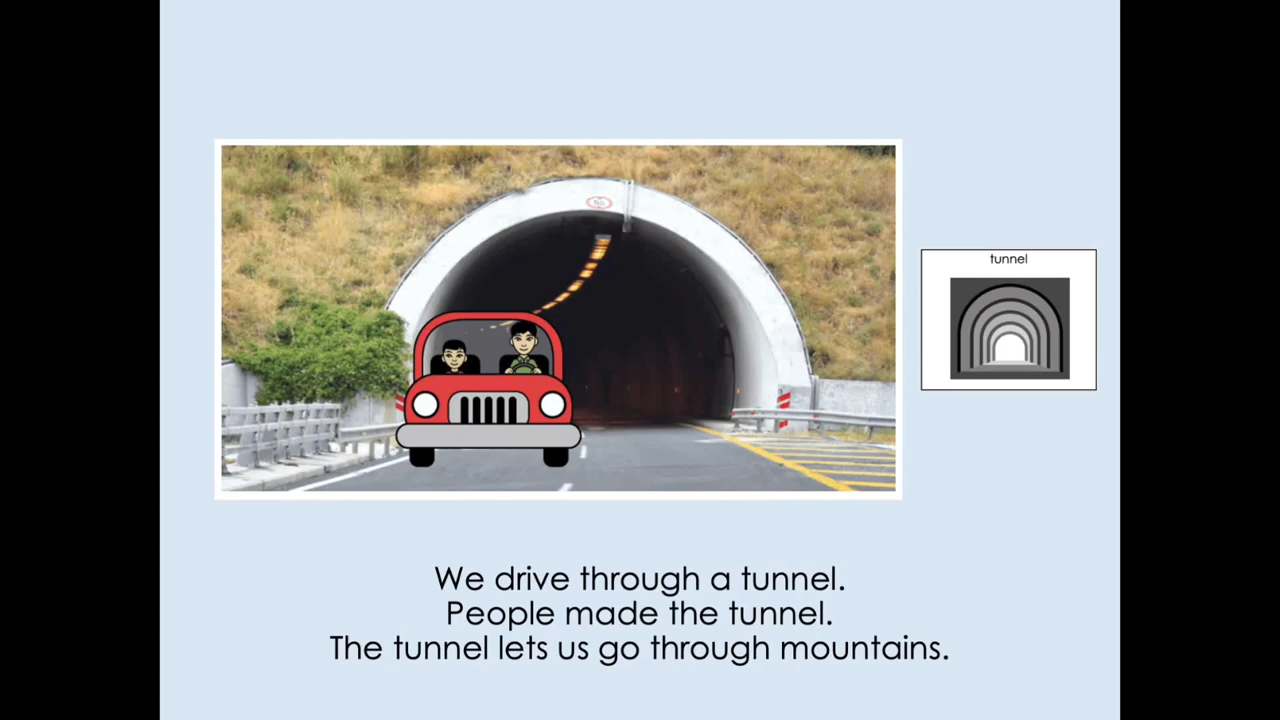 tunnel
We drive through a tunnel.
People made the tunnel.
The tunnel lets us go through mountains.